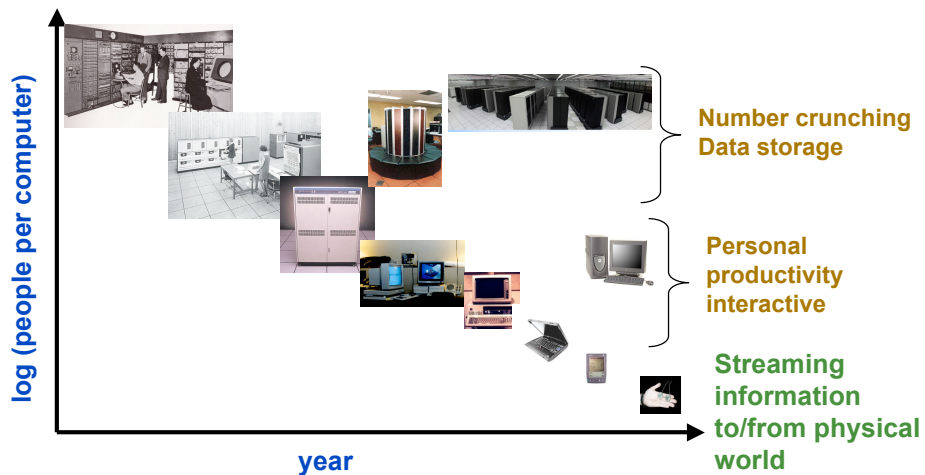 log (people per computer)
Number crunching
Data storage
Personal
productivity
interactive
Streaming
information
to/from physical
world
year